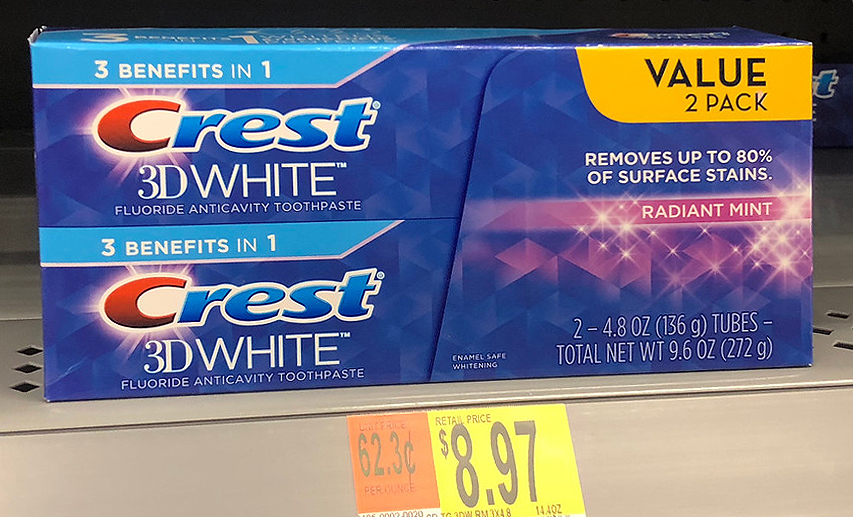 3 BENEFITS IN 1
Crest
3D WHITE™
FLUORIDE ANTICAVITY TOOTHPASTE
3 BENEFITS IN 1
Crest
3D WHITE™
FLUORIDE ANTICAVITY TOOTHPASTE
VALUE
2 PACK
REMOVES UP TO 80%
OF SURFACE STAINS.
RADIANT MINT
ENAMEL SAFE
WHITENING
2 – 4.8 OZ (136 g) TUBES –
TOTAL NET WT 9.6 OZ (272 g)
UNIT PRICE
62.3¢
PER OUNCE
RETAIL PRICE
$8.97
14.4OZ